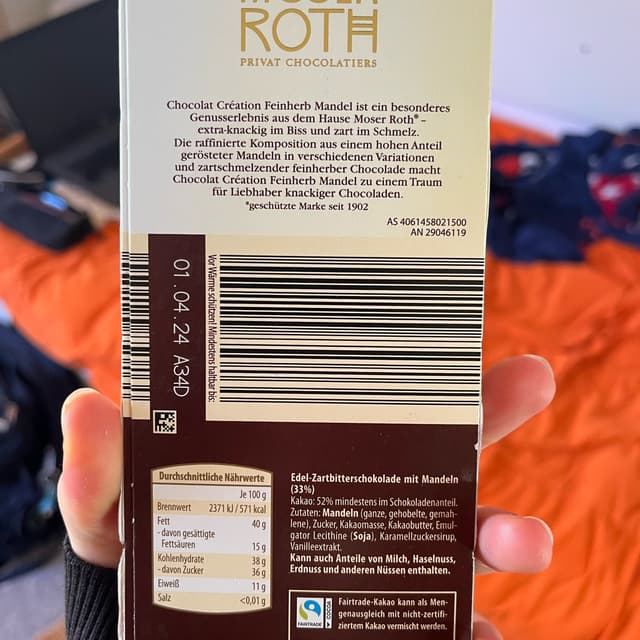 MOSER
ROTH
PRIVAT CHOCOLATIERS
Chocolat Création Feinherb Mandel ist ein besonderes
Genusserlebnis aus dem Hause Moser Roth* –
extra-knackig im Biss und zart im Schmelz.
Die raffinierte Komposition aus einem hohen Anteil
gerösteter Mandeln in verschiedenen Variationen
und zartschmelzender feinherber Chocolade macht
Chocolat Création Feinherb Mandel zu einem Traum
für Liebhaber knackiger Chocoladen.
*geschützte Marke seit 1902
AS 4061458021500
AN 29046119
Vor Wärme schützen! Mindestens haltbar bis:
01.04.24 A34D
Durchschnittliche Nährwerte
Je 100 g
Brennwert 2371 kJ / 571 kcal
Fett 40 g
- davon gesättigte
Fettsäuren 15 g
Kohlenhydrate 38 g
- davon Zucker 36 g
Eiweiß 11 g
Salz <0,01 g
Edel-Zartbitterschokolade mit Mandeln
(33%)
Kakao: 52% mindestens im Schokoladenanteil.
Zutaten: Mandeln (ganze, gehobelte, gemah-
lene), Zucker, Kakaomasse, Kakaobutter, Emul-
gator Lecithine (Soja), Karamellzuckersirup,
Vanilleextrakt.
Kann auch Anteile von Milch, Haselnuss,
Erdnuss und anderen Nüssen enthalten.
FAIRTRADE
COCOA
Fairtrade-Kakao kann als Men-
genausgleich mit nicht-zertifi-
ziertem Kakao vermischt werden.